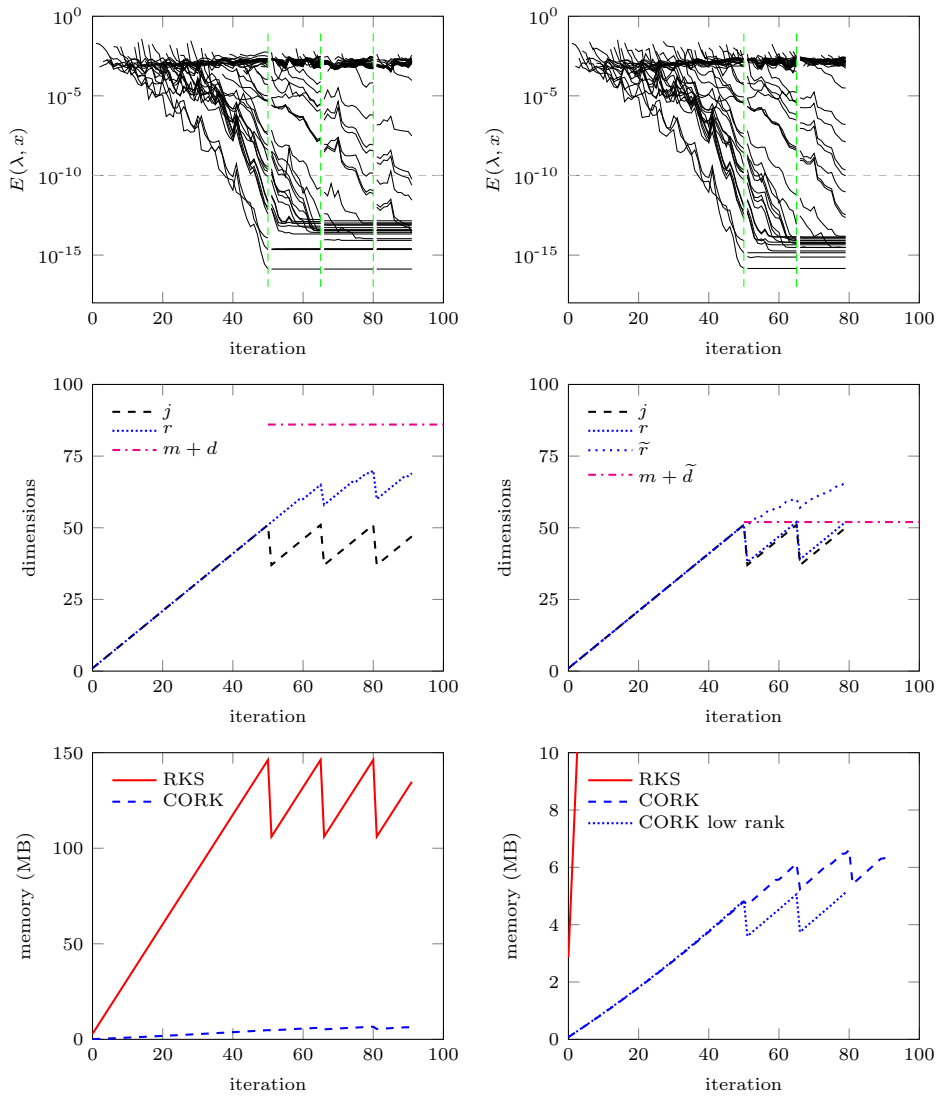 10^0
10^-5
10^-10
10^-15
E(λ, x)
0 20 40 60 80 100
iteration
10^0
10^-5
10^-10
10^-15
E(λ, x)
0 20 40 60 80 100
iteration
100
75
50
25
0
dimensions
j
r
m + d
0 20 40 60 80 100
iteration
100
75
50
25
0
dimensions
j
r
r̃
m + d̃
0 20 40 60 80 100
iteration
150
100
50
0
memory (MB)
RKS
CORK
0 20 40 60 80 100
iteration
10
8
6
4
2
0
memory (MB)
RKS
CORK
CORK low rank
0 20 40 60 80 100
iteration